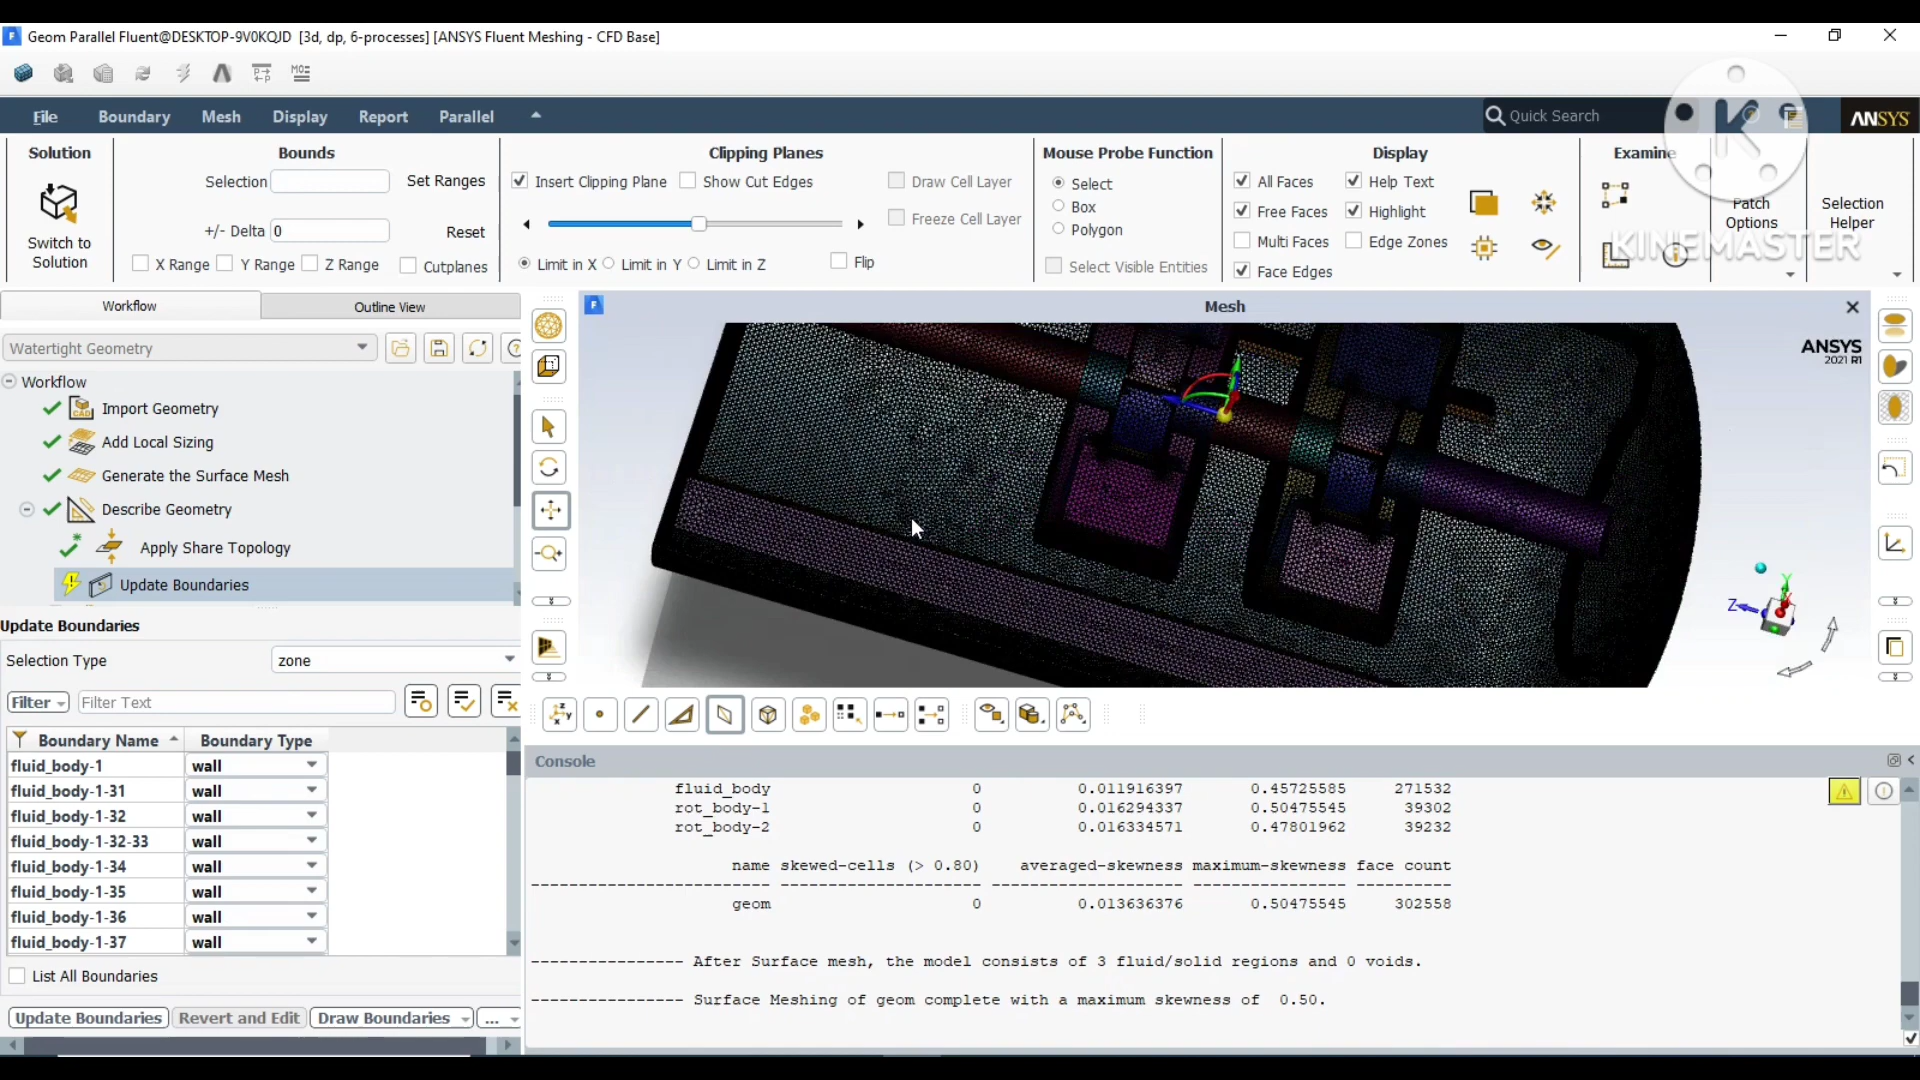 Geom Parallel Fluent@DESKTOP-9V0KQJD [3d, dp, 6-processes] [ANSYS Fluent Meshing - CFD Base]
File Boundary Mesh Display Report Parallel Quick Search ANSYS
Solution Bounds Clipping Planes Mouse Probe Function Display Examine
Selection Set Ranges Insert Clipping Plane Show Cut Edges Draw Cell Layer Select All Faces Help Text
Switch to Solution +/- Delta 0 Reset Freeze Cell Layer Box Free Faces Highlight Patch Options Selection Helper
Polygon Multi Faces Edge Zones KINEMASTER
X Range Y Range Z Range Cutplanes Limit in X Limit in Y Limit in Z Flip Select Visible Entities Face Edges
Workflow Outline View Mesh
Watertight Geometry
ANSYS
2021 R1
Workflow
Import Geometry
Add Local Sizing
Generate the Surface Mesh
Describe Geometry
Apply Share Topology
Update Boundaries
Y
Z
Update Boundaries
Selection Type zone
Filter Filter Text
Boundary Name Boundary Type
fluid_body-1 wall
fluid_body-1-31 wall
fluid_body-1-32 wall
fluid_body-1-32-33 wall
fluid_body-1-34 wall
fluid_body-1-35 wall
fluid_body-1-36 wall
fluid_body-1-37 wall
List All Boundaries
Update Boundaries Revert and Edit Draw Boundaries ...
Console
fluid_body 0 0.011916397 0.45725585 271532
rot_body-1 0 0.016294337 0.50475545 39302
rot_body-2 0 0.016334571 0.47801962 39232
name skewed-cells (> 0.80) averaged-skewness maximum-skewness face count
------------------------- --------------------- -------------------- ---------------- ----------
geom 0 0.013636376 0.50475545 302558
---------------- After Surface mesh, the model consists of 3 fluid/solid regions and 0 voids.
---------------- Surface Meshing of geom complete with a maximum skewness of 0.50.